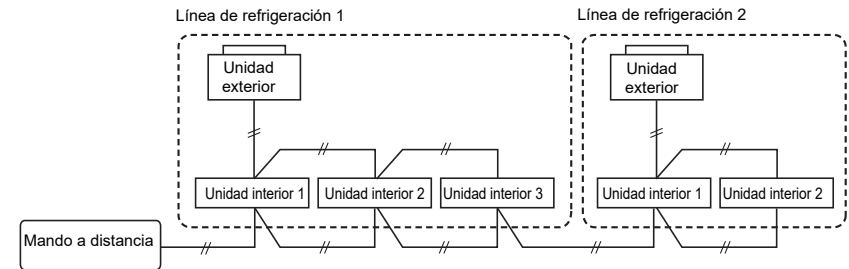 Línea de refrigeración 1
Línea de refrigeración 2
Unidad
exterior
Unidad
exterior
Unidad interior 1
Unidad interior 2
Unidad interior 3
Unidad interior 1
Unidad interior 2
Mando a distancia